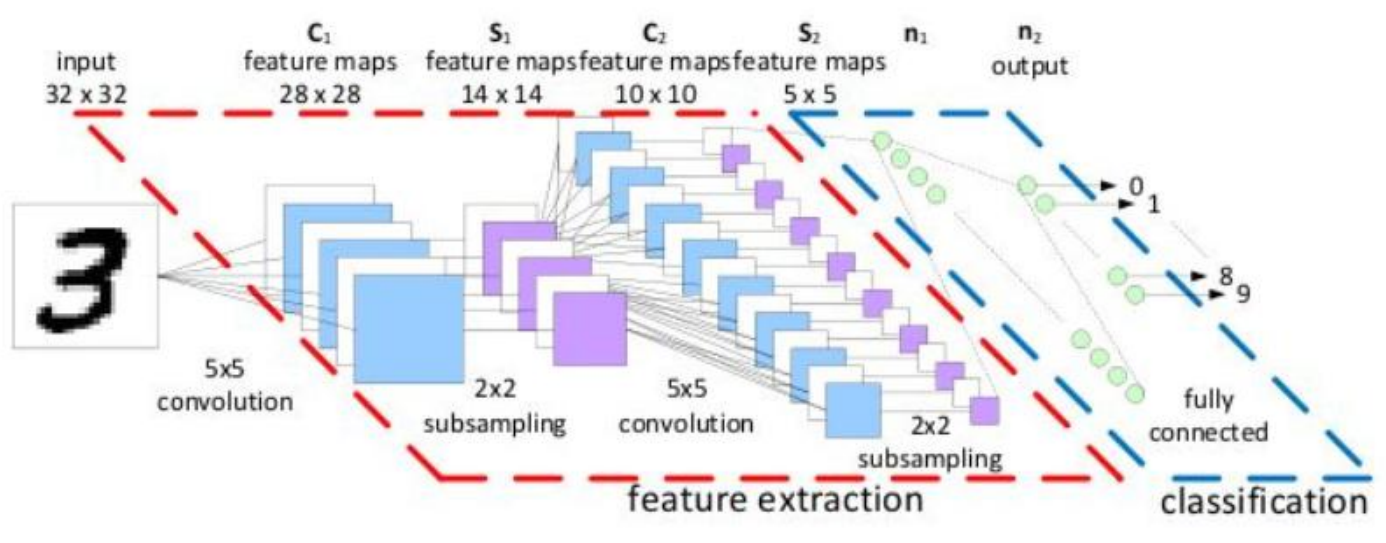 input
32 x 32
C1
feature maps
28 x 28
S1
feature maps
14 x 14
C2
feature maps
10 x 10
S2
feature maps
5 x 5
n1
n2
output
3
0
1
8
9
5x5
convolution
2x2
subsampling
5x5
convolution
2x2
subsampling
fully
connected
feature extraction
classification